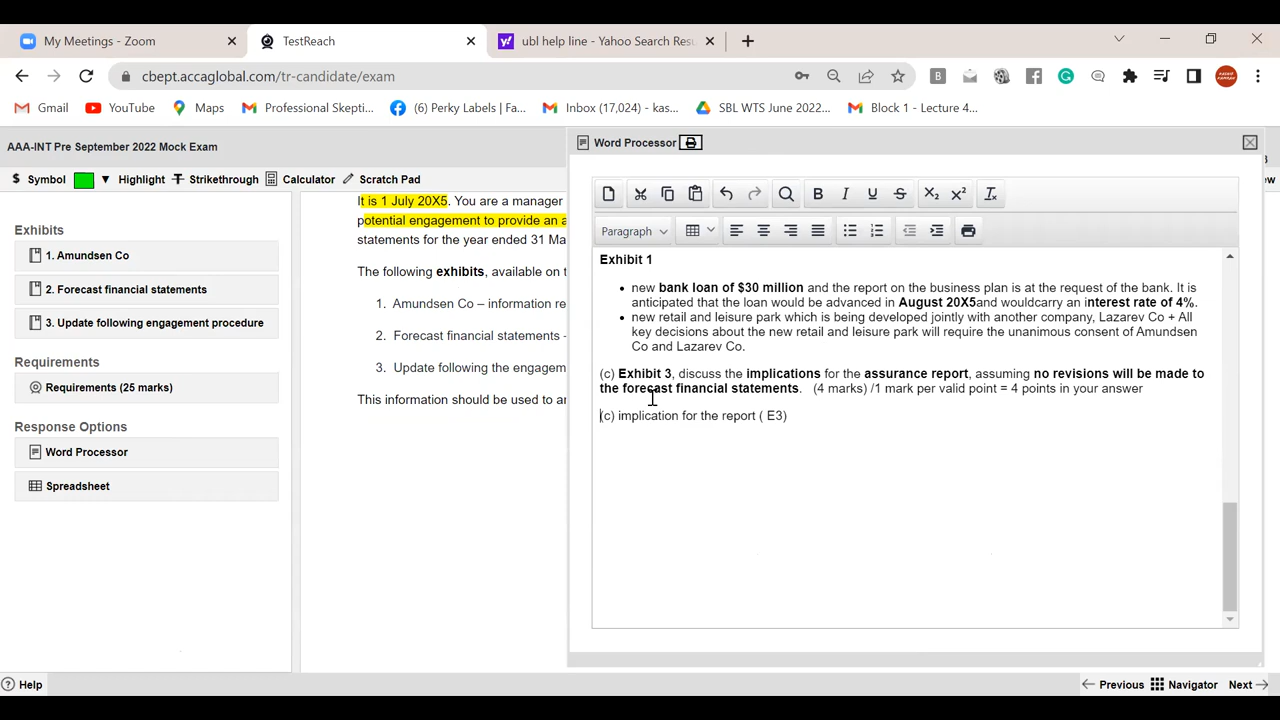 My Meetings - Zoom
TestReach
ubl help line - Yahoo Search Resu
cbept.accaglobal.com/tr-candidate/exam
Gmail
YouTube
Maps
Professional Skepti...
(6) Perky Labels | Fa...
Inbox (17,024) - kas...
SBL WTS June 2022...
Block 1 - Lecture 4...
AAA-INT Pre September 2022 Mock Exam
Word Processor
$ Symbol
Highlight
Strikethrough
Calculator
Scratch Pad
Exhibits
1. Amundsen Co
2. Forecast financial statements
3. Update following engagement procedure
Requirements
Requirements (25 marks)
Response Options
Word Processor
Spreadsheet
It is 1 July 20X5. You are a manager
potential engagement to provide an a
statements for the year ended 31 Ma
The following exhibits, available on t
1. Amundsen Co – information re
2. Forecast financial statements -
3. Update following the engagem
This information should be used to an
Paragraph
Exhibit 1
• new bank loan of $30 million and the report on the business plan is at the request of the bank. It is
anticipated that the loan would be advanced in August 20X5and wouldcarry an interest rate of 4%.
• new retail and leisure park which is being developed jointly with another company, Lazarev Co + All
key decisions about the new retail and leisure park will require the unanimous consent of Amundsen
Co and Lazarev Co.
(c) Exhibit 3, discuss the implications for the assurance report, assuming no revisions will be made to
the forecast financial statements. (4 marks) /1 mark per valid point = 4 points in your answer
(c) implication for the report ( E3)
Help
Previous
Navigator
Next